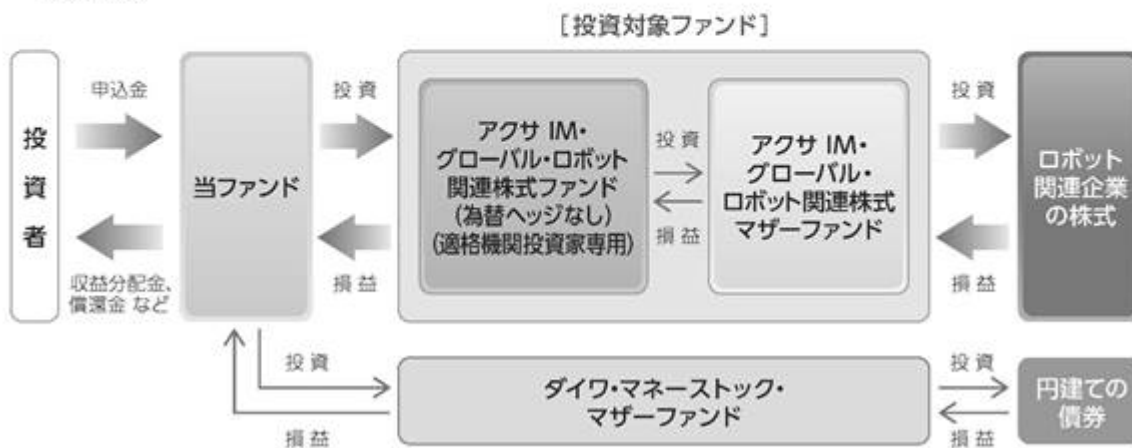 [投資対象ファンド]
投資者
申込金
収益分配金、
償還金 など
当ファンド
投資
損益
アクサ IM・
グローバル・ロボット
関連株式ファンド
(為替ヘッジなし)
(適格機関投資家専用)
投資
損益
アクサ IM・
グローバル・
ロボット関連株式
マザーファンド
投資
損益
ロボット
関連企業
の株式
投資
損益
ダイワ・マネーストック・
マザーファンド
投資
損益
円建ての
債券